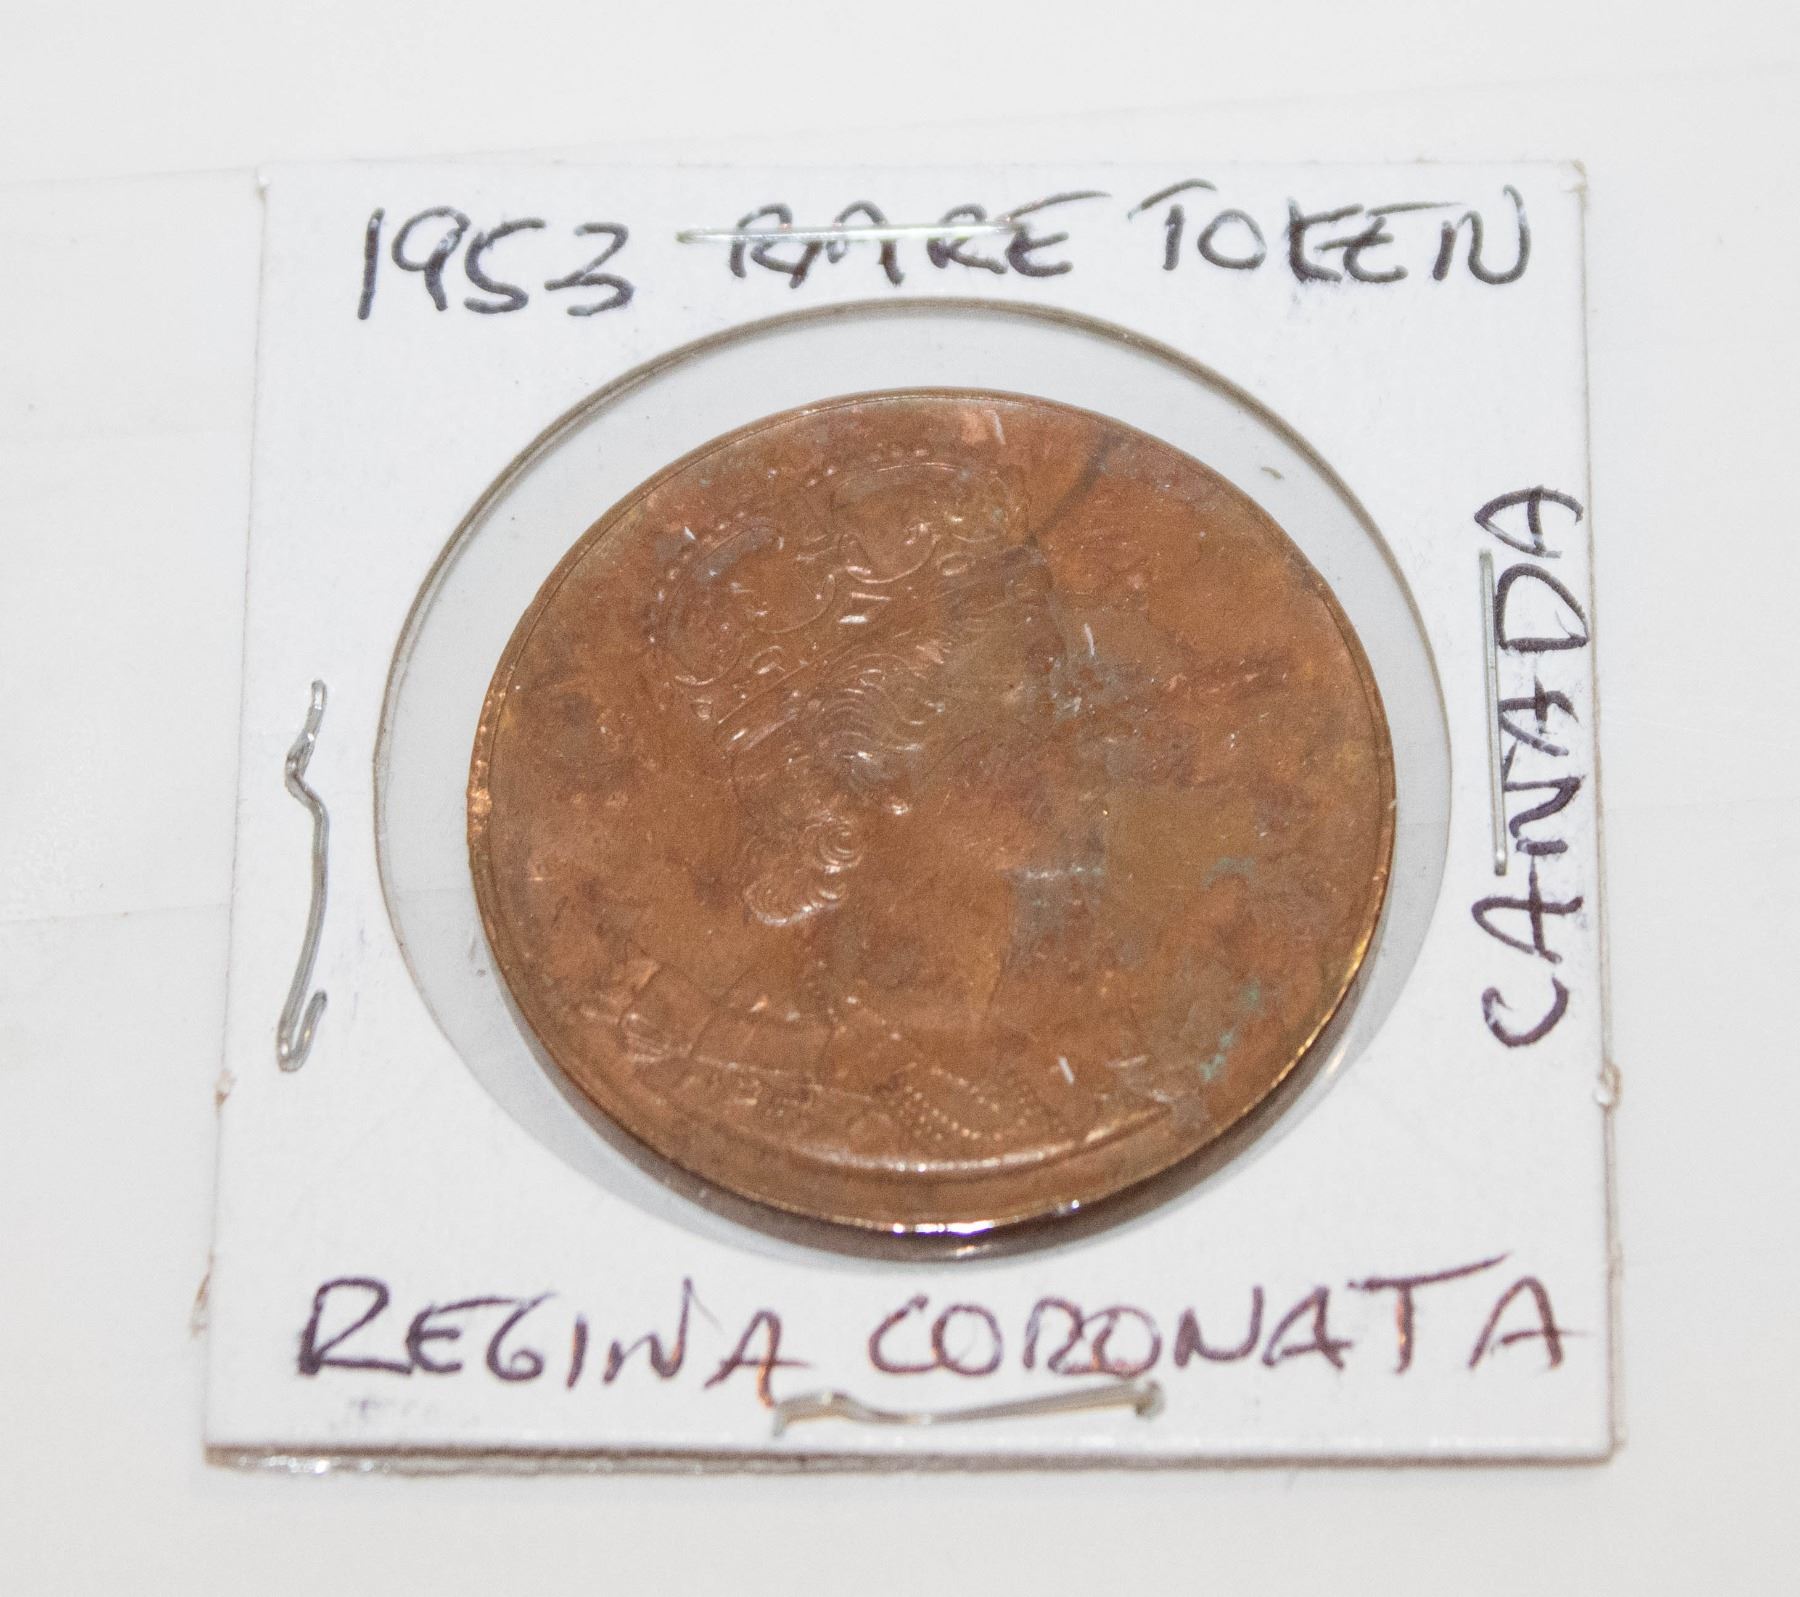 1953 RARE TOKEN
CANADA
REGINA CORONATA